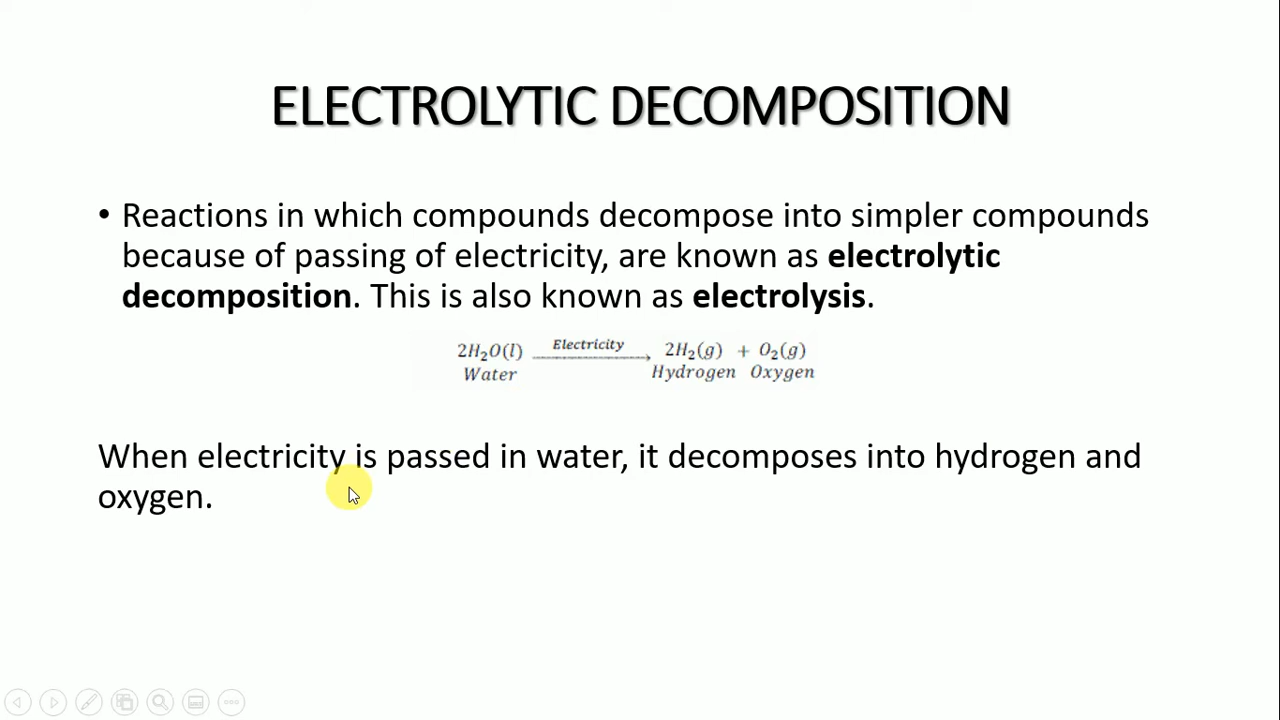 ELECTROLYTIC DECOMPOSITION
• Reactions in which compounds decompose into simpler compounds
because of passing of electricity, are known as electrolytic
decomposition. This is also known as electrolysis.
2H₂O(l) Electricity⟶ 2H₂(g) + O₂(g)
Water Hydrogen Oxygen
When electricity is passed in water, it decomposes into hydrogen and
oxygen.